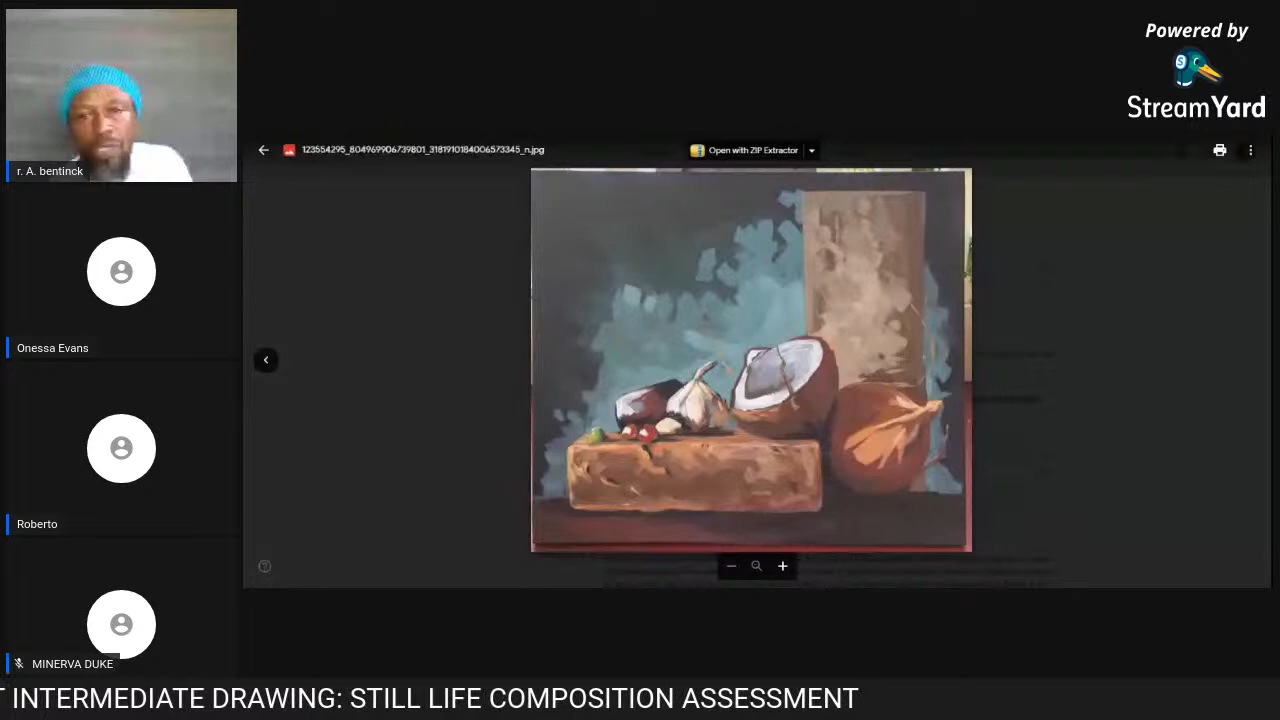 Powered by
StreamYard
123554295_804969906739801_3181910184006573345_n.jpg
Open with ZIP Extractor
r. A. bentinck
Onessa Evans
Roberto
MINERVA DUKE
INTERMEDIATE DRAWING: STILL LIFE COMPOSITION ASSESSMENT